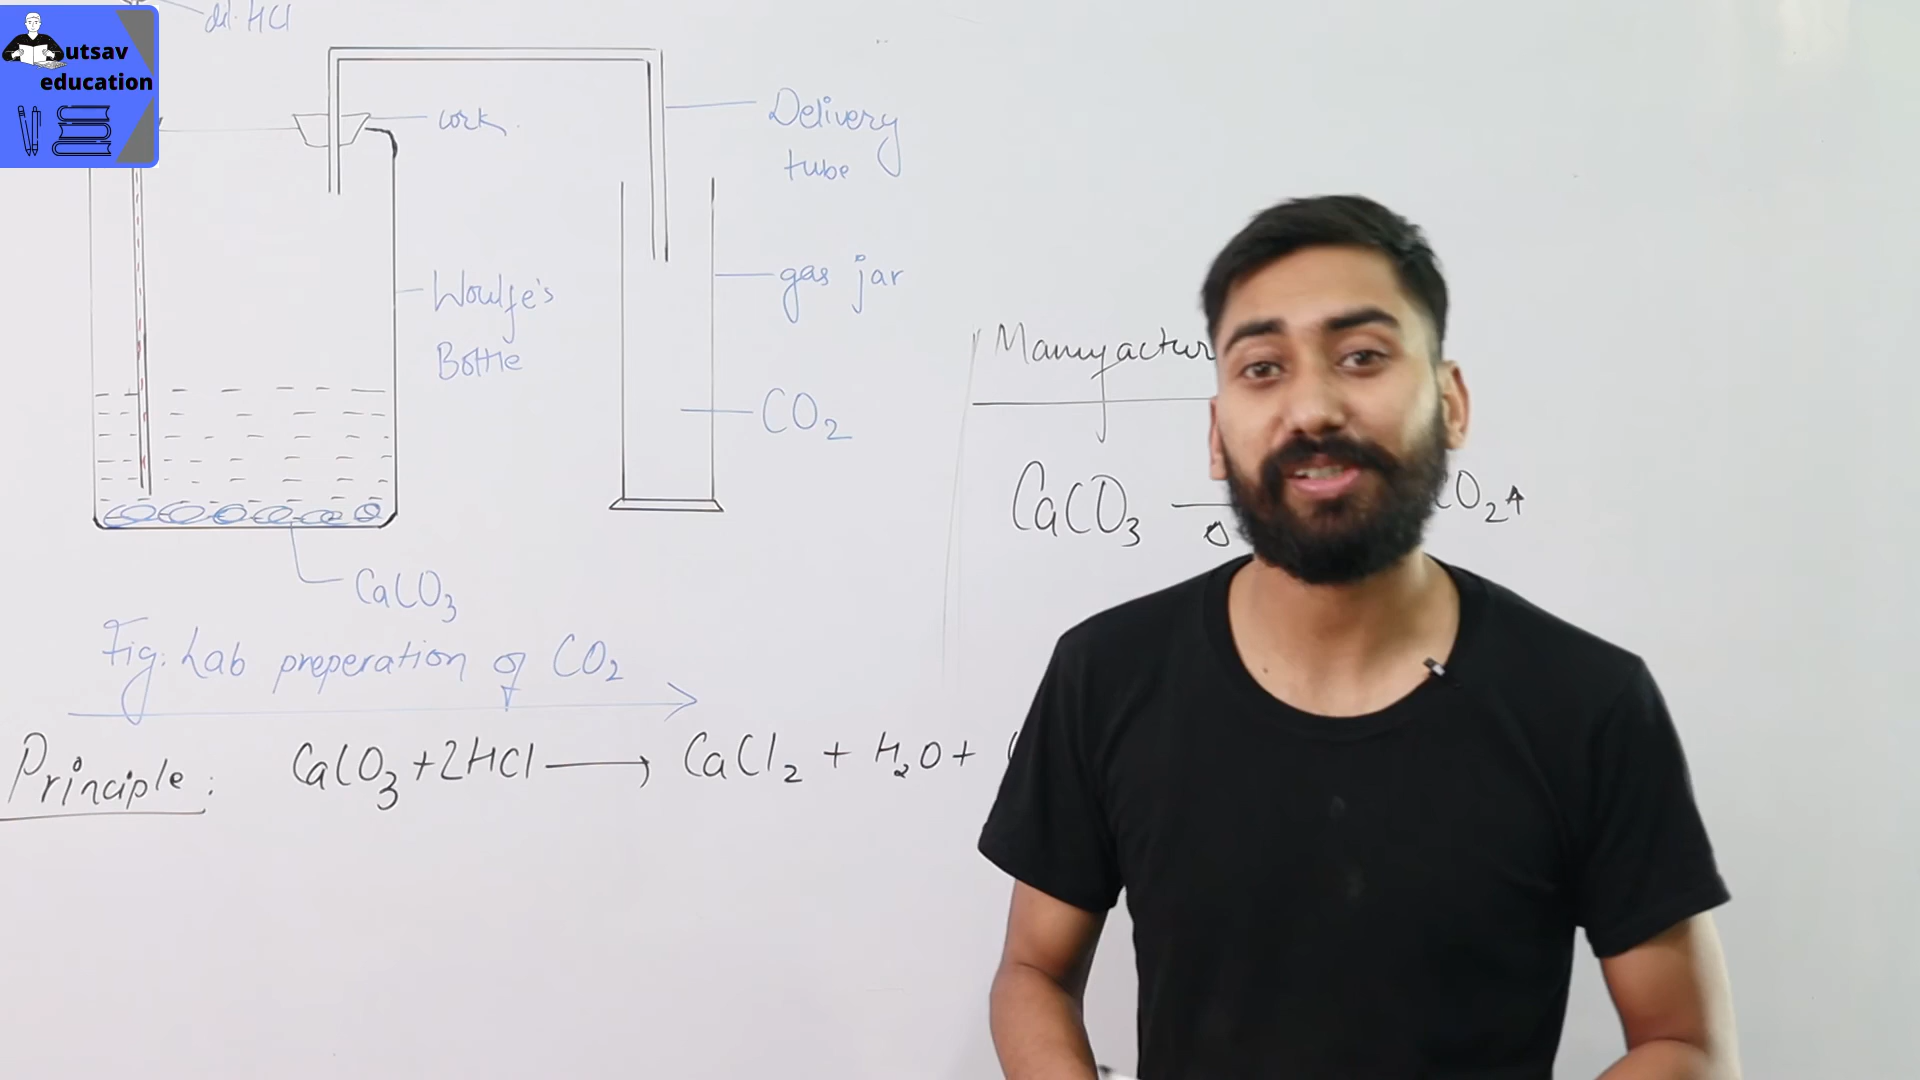 dil. HCl
utsav
education
cork.
Delivery
tube
Woulfe's
Bottle
gas jar
CO2
CaCO3
Fig: Lab preperation of CO2
Principle: CaCO3+2HCl → CaCl2 + H2O+
Manufactur
CaCO3 → O2↑